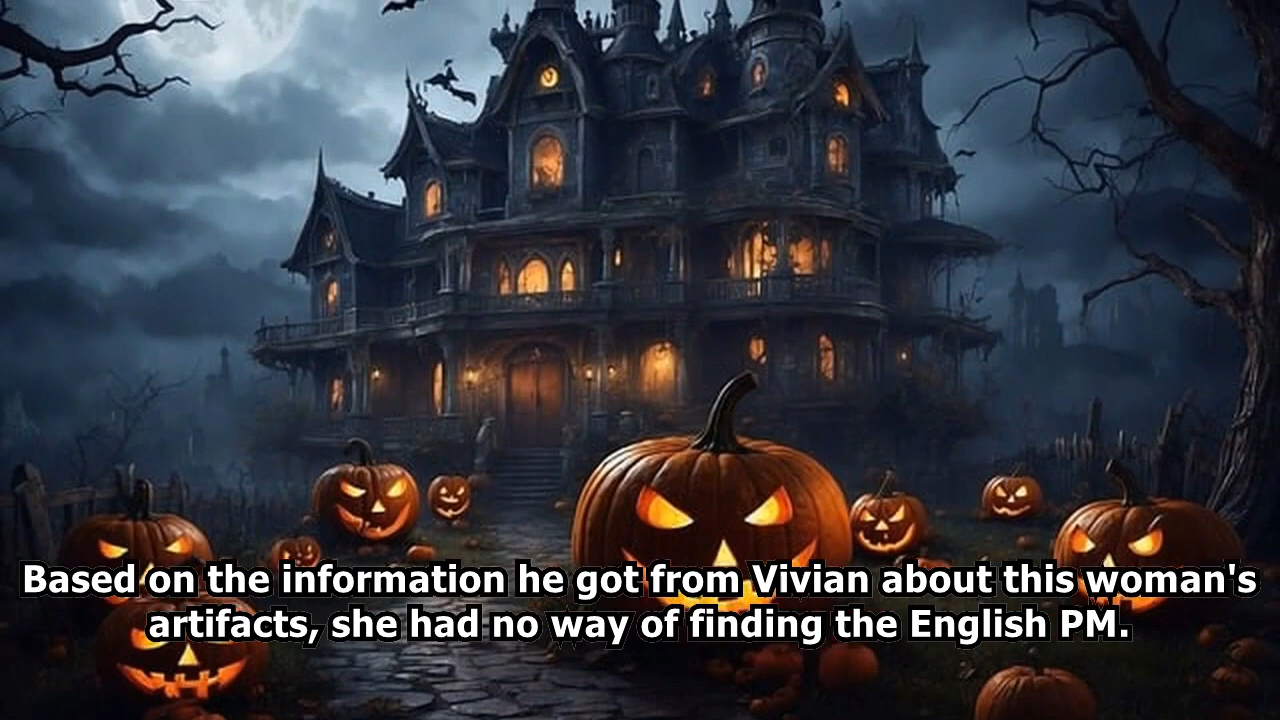 Based on the information he got from Vivian about this woman's
artifacts, she had no way of finding the English PM.